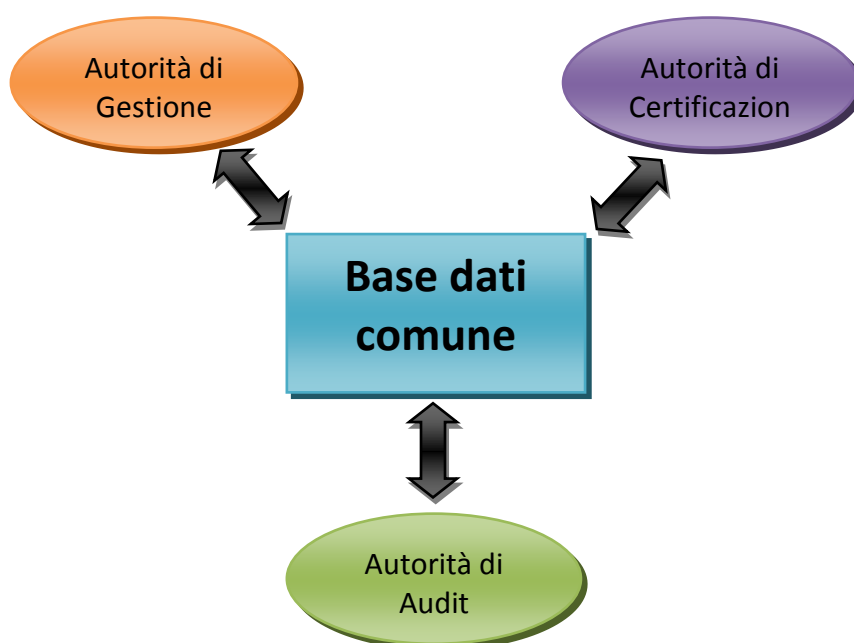 Autorità di
Gestione
Autorità di
Certificazion
Base dati
comune
Autorità di
Audit